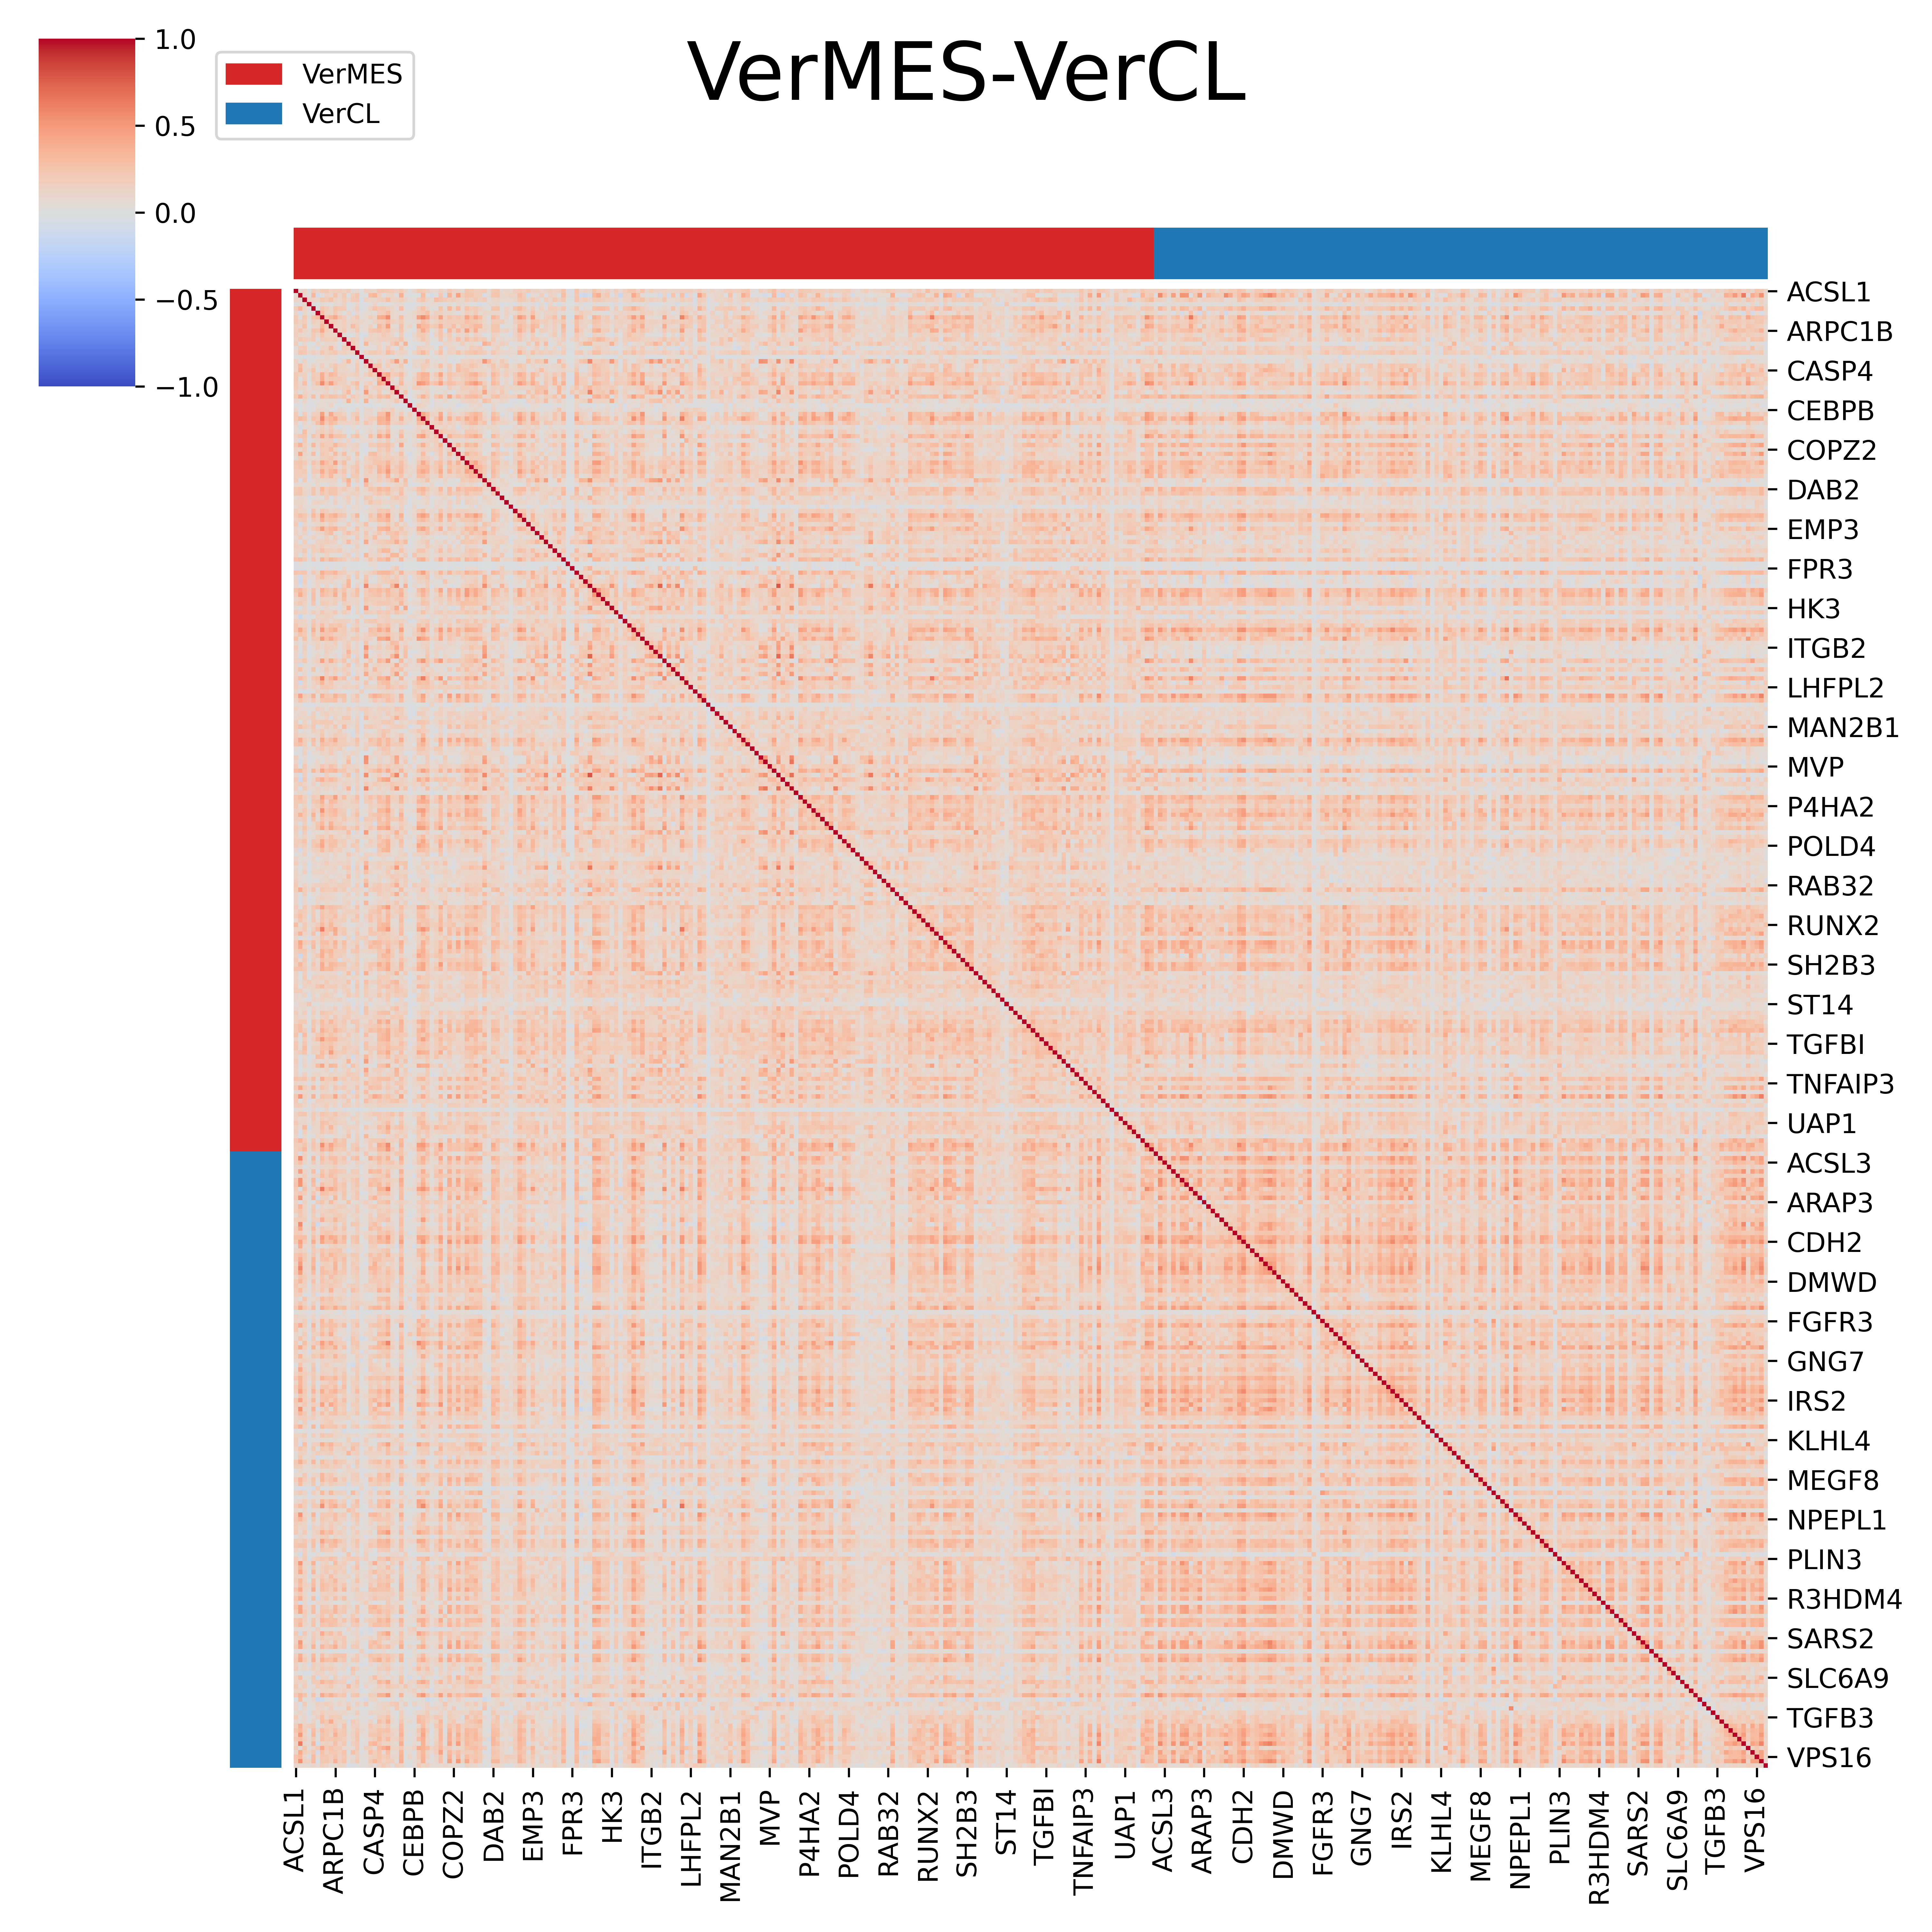 VerMES-VerCL
1.0
0.5
0.0
−0.5
−1.0
VerMES
VerCL
ACSL1
ARPC1B
CASP4
CEBPB
COPZ2
DAB2
EMP3
FPR3
HK3
ITGB2
LHFPL2
MAN2B1
MVP
P4HA2
POLD4
RAB32
RUNX2
SH2B3
ST14
TGFBI
TNFAIP3
UAP1
ACSL3
ARAP3
CDH2
DMWD
FGFR3
GNG7
IRS2
KLHL4
MEGF8
NPEPL1
PLIN3
R3HDM4
SARS2
SLC6A9
TGFB3
VPS16
ACSL1
ARPC1B
CASP4
CEBPB
COPZ2
DAB2
EMP3
FPR3
HK3
ITGB2
LHFPL2
MAN2B1
MVP
P4HA2
POLD4
RAB32
RUNX2
SH2B3
ST14
TGFBI
TNFAIP3
UAP1
ACSL3
ARAP3
CDH2
DMWD
FGFR3
GNG7
IRS2
KLHL4
MEGF8
NPEPL1
PLIN3
R3HDM4
SARS2
SLC6A9
TGFB3
VPS16